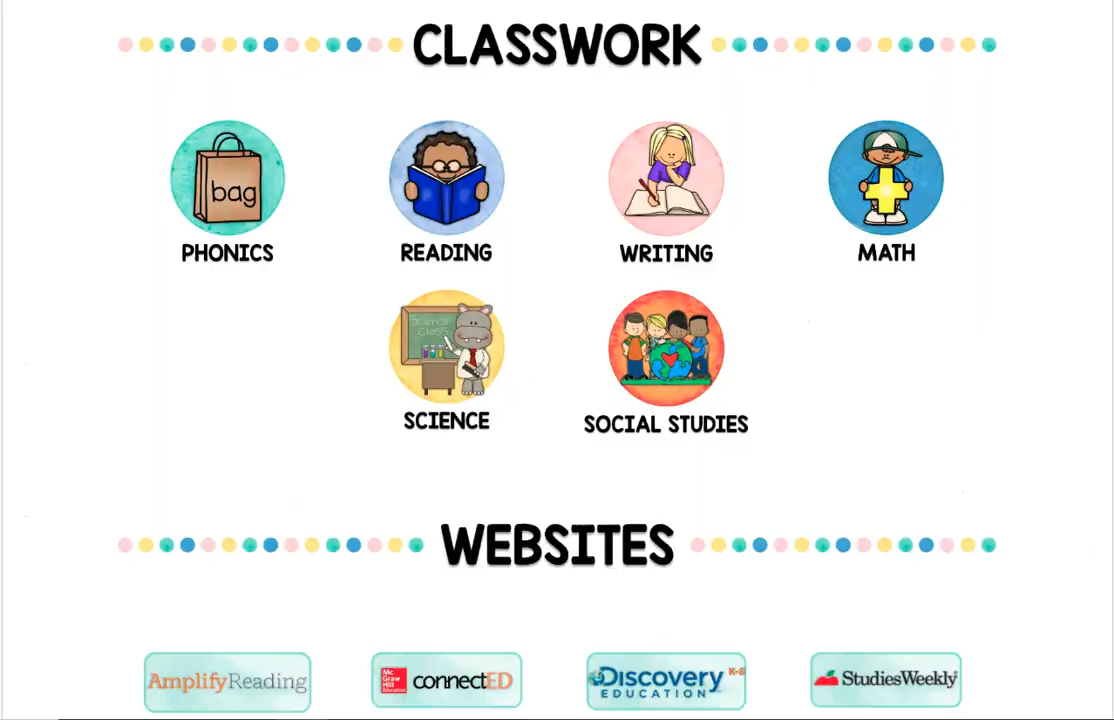 CLASSWORK
bag
PHONICS
READING
WRITING
MATH
Science
Class
SCIENCE
SOCIAL STUDIES
WEBSITES
AmplifyReading
Mc
Graw
Hill
Education
connectED
Discovery K-8
EDUCATION
StudiesWeekly